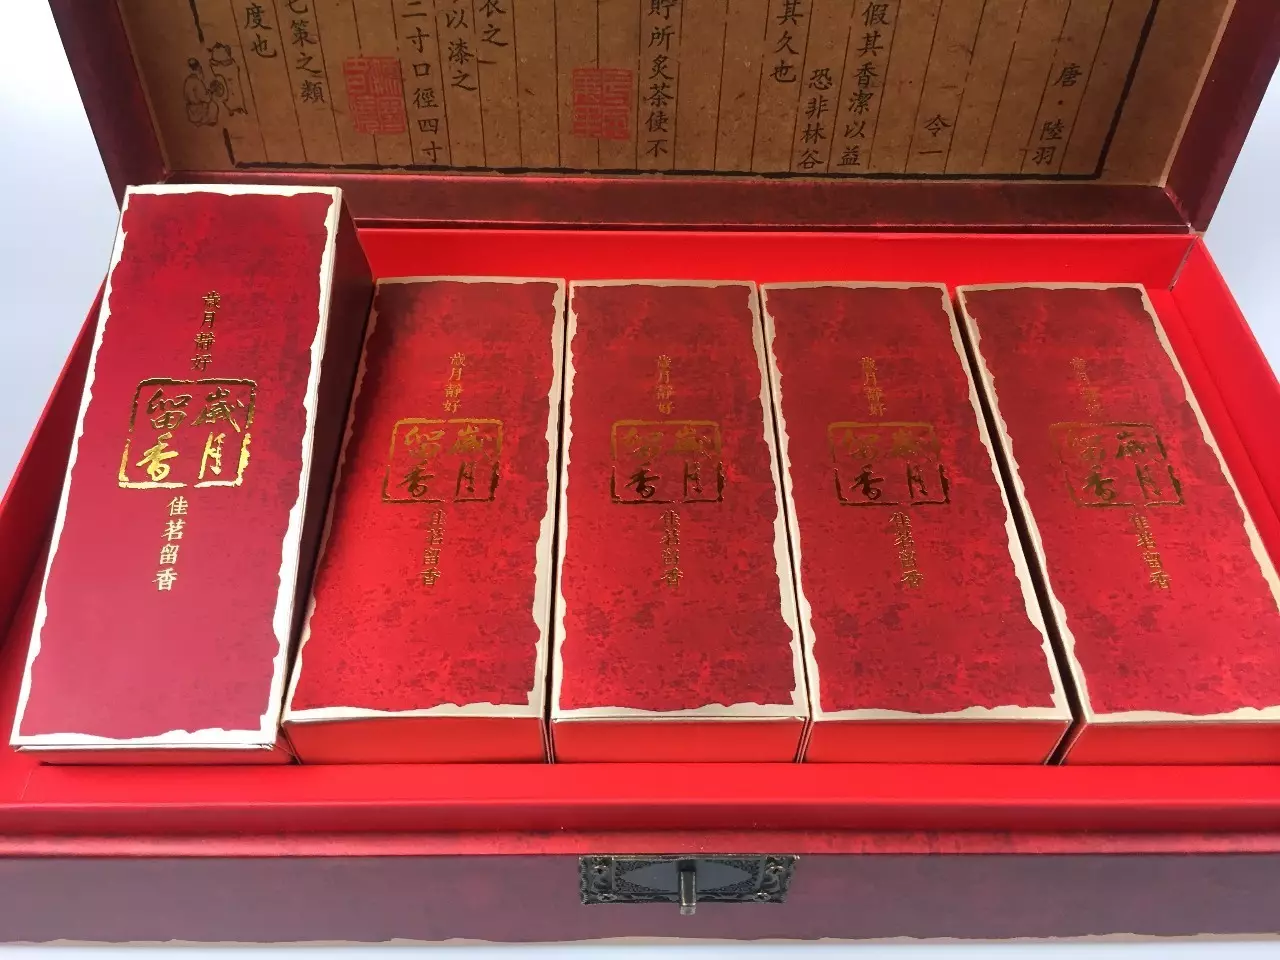 唐·陸羽
令一
假其香潔以益
恐非林谷
其久也
貯所炙茶使不
衣之
以漆之
二寸口徑四寸
七策之類
度也
歲月靜好
歲月
留香
佳茗留香
歲月靜好
歲月
留香
佳茗留香
歲月靜好
歲月
留香
佳茗留香
歲月靜好
歲月
留香
佳茗留香
歲月靜好
歲月
留香
佳茗留香